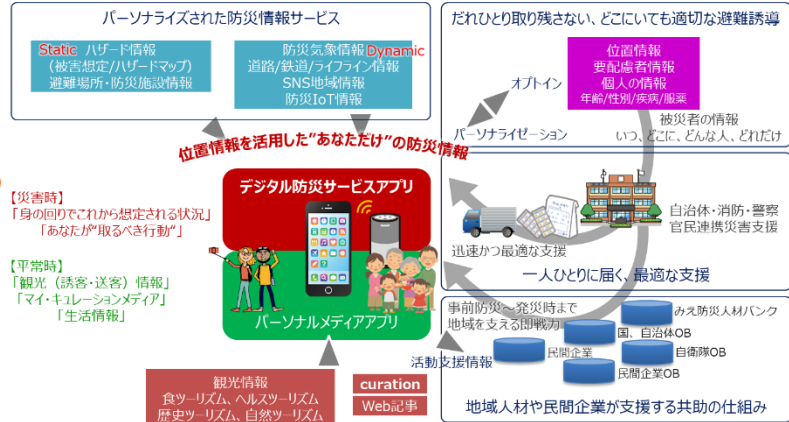 パーソナライズされた防災情報サービス
Static ハザード情報
（被害想定/ハザードマップ）
避難場所・防災施設情報
防災気象情報 Dynamic
道路/鉄道/ライフライン情報
SNS地域情報
防災IoT情報
だれひとり取り残さない、どこにいても適切な避難誘導
位置情報
要配慮者情報
個人の情報
年齢/性別/疾病/服薬
オプトイン
パーソナライゼーション
被災者の情報
いつ、どこに、どんな人、どれだけ
位置情報を活用した"あなただけ"の防災情報
デジタル防災サービスアプリ
パーソナルメディアアプリ
【災害時】
「身の回りでこれから想定される状況」
「あなたが"取るべき行動"」
【平常時】
「観光（誘客・送客）情報」
「マイ・キュレーションメディア」
「生活情報」
自治体・消防・警察
官民連携災害支援
迅速かつ最適な支援
一人ひとりに届く、最適な支援
事前防災～発災時まで
地域を支える即戦力
みえ防災人材バンク
国、自治体OB
民間企業
自衛隊OB
民間企業OB
活動支援情報
地域人材や民間企業が支援する共助の仕組み
観光情報
食ツーリズム、ヘルスツーリズム
歴史ツーリズム、自然ツーリズム
curation
Web記事